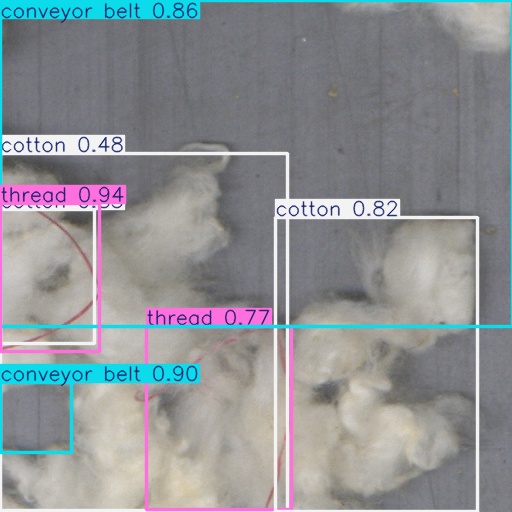 conveyor belt 0.86
cotton 0.48
thread 0.94
cotton 0.82
thread 0.77
conveyor belt 0.90